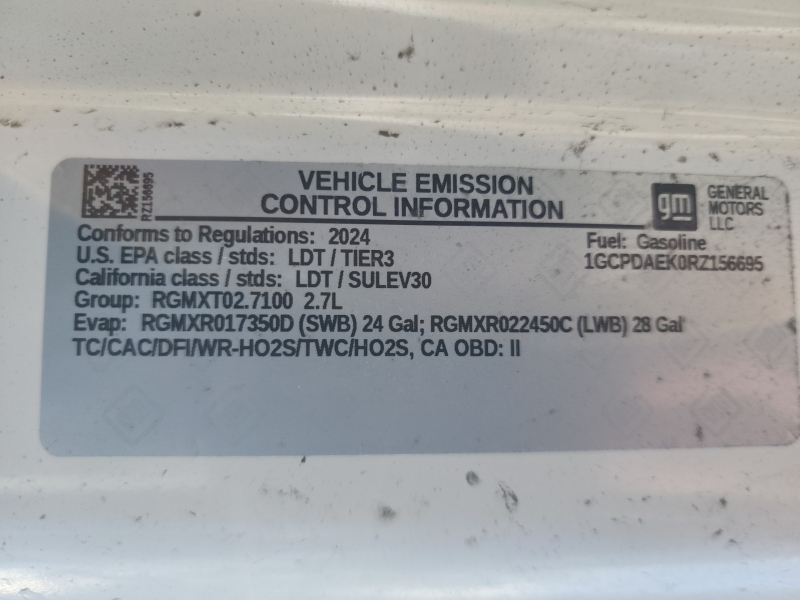 VEHICLE EMISSION
CONTROL INFORMATION
RZ156695
gm
GENERAL
MOTORS
LLC
Conforms to Regulations: 2024
U.S. EPA class / stds: LDT / TIER3
California class / stds: LDT / SULEV30
Group: RGMXT02.7100 2.7L
Evap: RGMXR017350D (SWB) 24 Gal; RGMXR022450C (LWB) 28 Gal
TC/CAC/DFI/WR-HO2S/TWC/HO2S, CA OBD: II
Fuel: Gasoline
1GCPDAEK0RZ156695